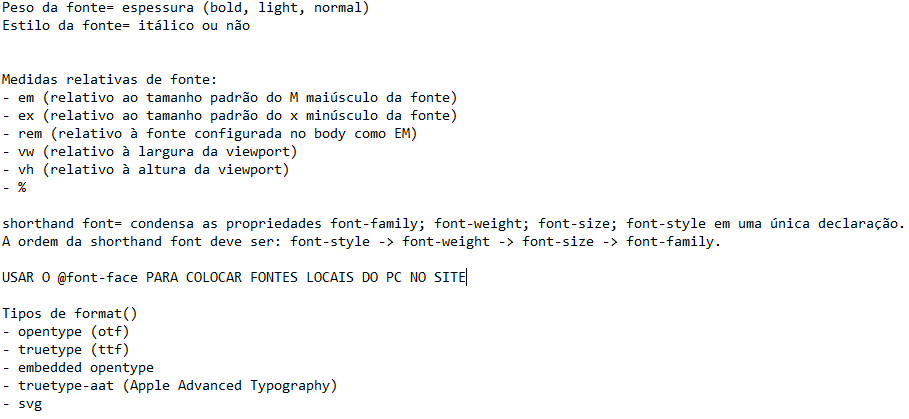 Peso da fonte= espessura (bold, light, normal)
Estilo da fonte= itálico ou não
Medidas relativas de fonte:
- em (relativo ao tamanho padrão do M maiúsculo da fonte)
- ex (relativo ao tamanho padrão do x minúsculo da fonte)
- rem (relativo à fonte configurada no body como EM)
- vw (relativo à largura da viewport)
- vh (relativo à altura da viewport)
- %
shorthand font= condensa as propriedades font-family; font-weight; font-size; font-style em uma única declaração.
A ordem da shorthand font deve ser: font-style -> font-weight -> font-size -> font-family.
USAR O @font-face PARA COLOCAR FONTES LOCAIS DO PC NO SITE
Tipos de format()
- opentype (otf)
- truetype (ttf)
- embedded opentype
- truetype-aat (Apple Advanced Typography)
- svg